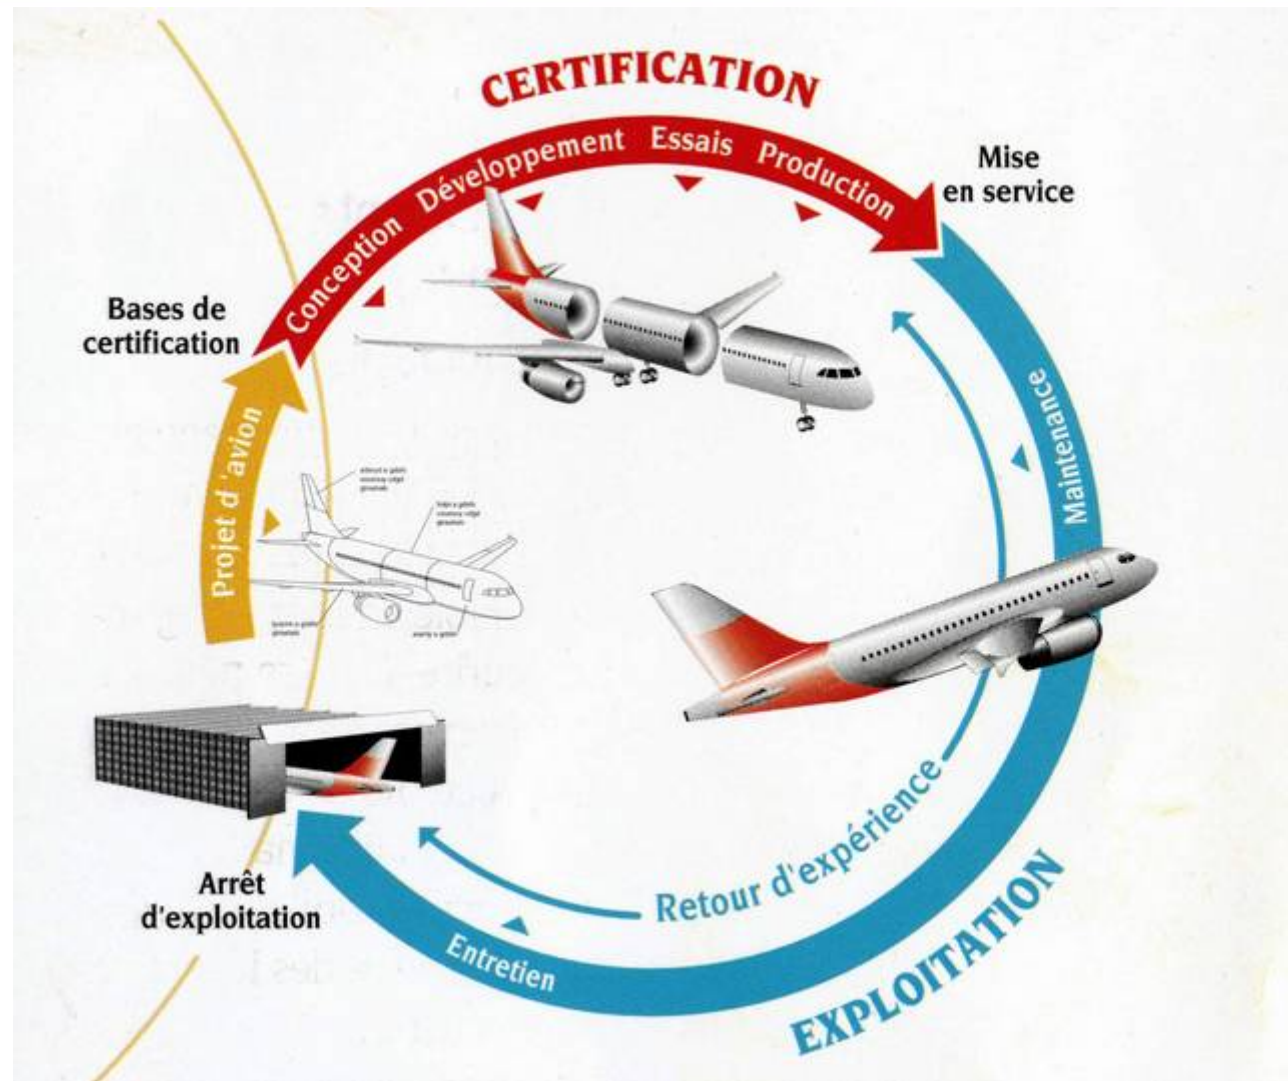 CERTIFICATION
Conception Développement Essais Production
Mise
en service
Bases de
certification
Projet d'avion
Maintenance
Retour d'expérience
EXPLOITATION
Entretien
Arrêt
d'exploitation